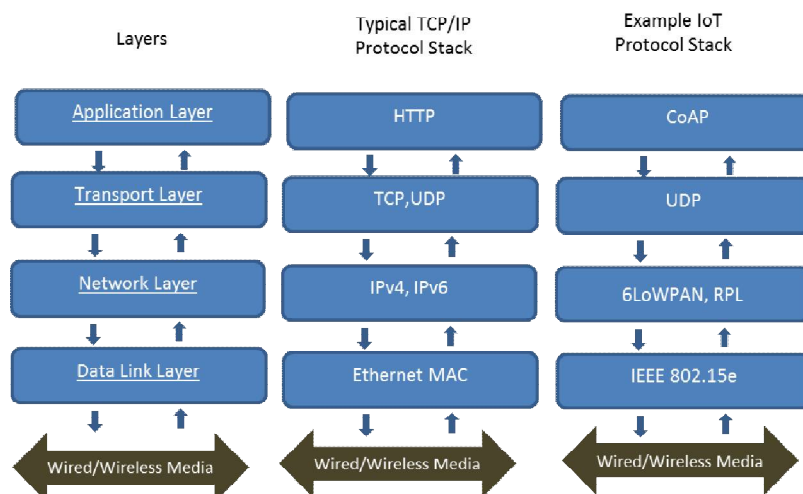 Layers
Typical TCP/IP
Protocol Stack
Example IoT
Protocol Stack
Application Layer
HTTP
CoAP
Transport Layer
TCP,UDP
UDP
Network Layer
IPv4, IPv6
6LoWPAN, RPL
Data Link Layer
Ethernet MAC
IEEE 802.15e
Wired/Wireless Media
Wired/Wireless Media
Wired/Wireless Media